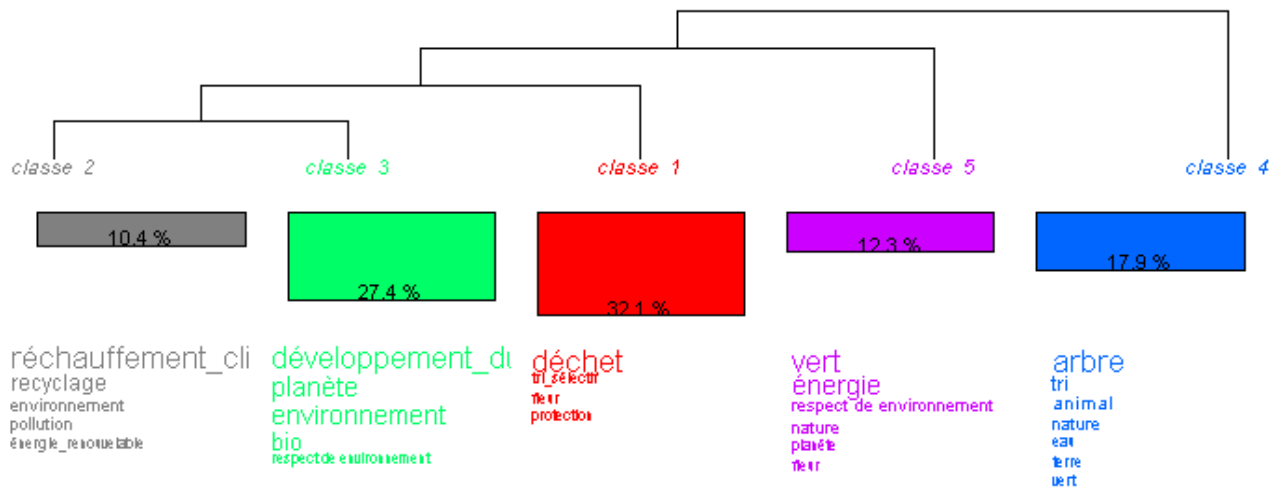 classe 2
classe 3
classe 1
classe 5
classe 4
10.4 %
27.4 %
32.1 %
12.3 %
17.9 %
réchauffement_cli
recyclage
environnement
pollution
énergie_renouvelable
développement_du
planète
environnement
bio
respect de environnement
déchet
tri_sélectif
fleur
protection
vert
énergie
respect de environnement
nature
planète
fleur
arbre
tri
animal
nature
eau
terre
vert